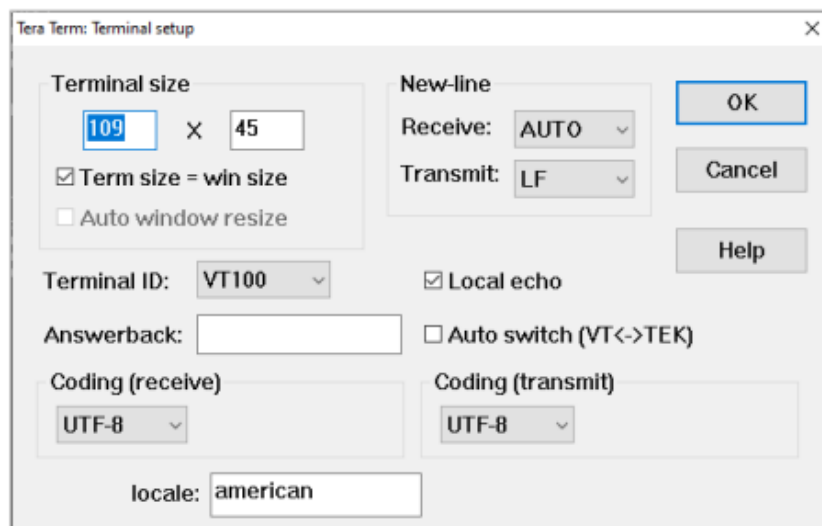 Tera Term: Terminal setup
Terminal size
109 X 45
Term size = win size
Auto window resize
New-line
Receive: AUTO
Transmit: LF
OK
Cancel
Help
Terminal ID: VT100
Local echo
Answerback:
Auto switch (VT<->TEK)
Coding (receive)
UTF-8
Coding (transmit)
UTF-8
locale: american